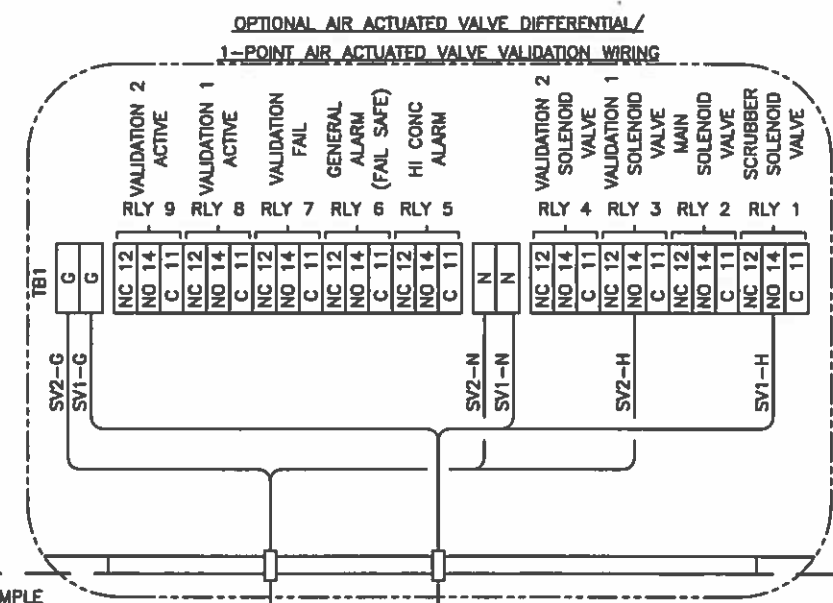 OPTIONAL AIR ACTUATED VALVE DIFFERENTIAL/
1-POINT AIR ACTUATED VALVE VALIDATION WIRING
VALIDATION 2
ACTIVE
VALIDATION 1
ACTIVE
VALIDATION
FAIL
GENERAL
ALARM
(FAIL SAFE)
HI CONC
ALARM
VALIDATION 2
SOLENOID
VALVE
VALIDATION 1
SOLENOID
VALVE
MAIN
SOLENOID
VALVE
SCRUBBER
SOLENOID
VALVE
RLY 9 RLY 8 RLY 7 RLY 6 RLY 5 RLY 4 RLY 3 RLY 2 RLY 1
TB1
G
G
NC 12
NO 14
C 11
NC 12
NO 14
C 11
NC 12
NO 14
C 11
NC 12
NO 14
C 11
NC 12
NO 14
C 11
N
N
NC 12
NO 14
C 11
NC 12
NO 14
C 11
NC 12
NO 14
C 11
NC 12
NO 14
C 11
SV2-G
SV1-G
SV2-N
SV1-N
SV2-H
SV1-H
MPLE